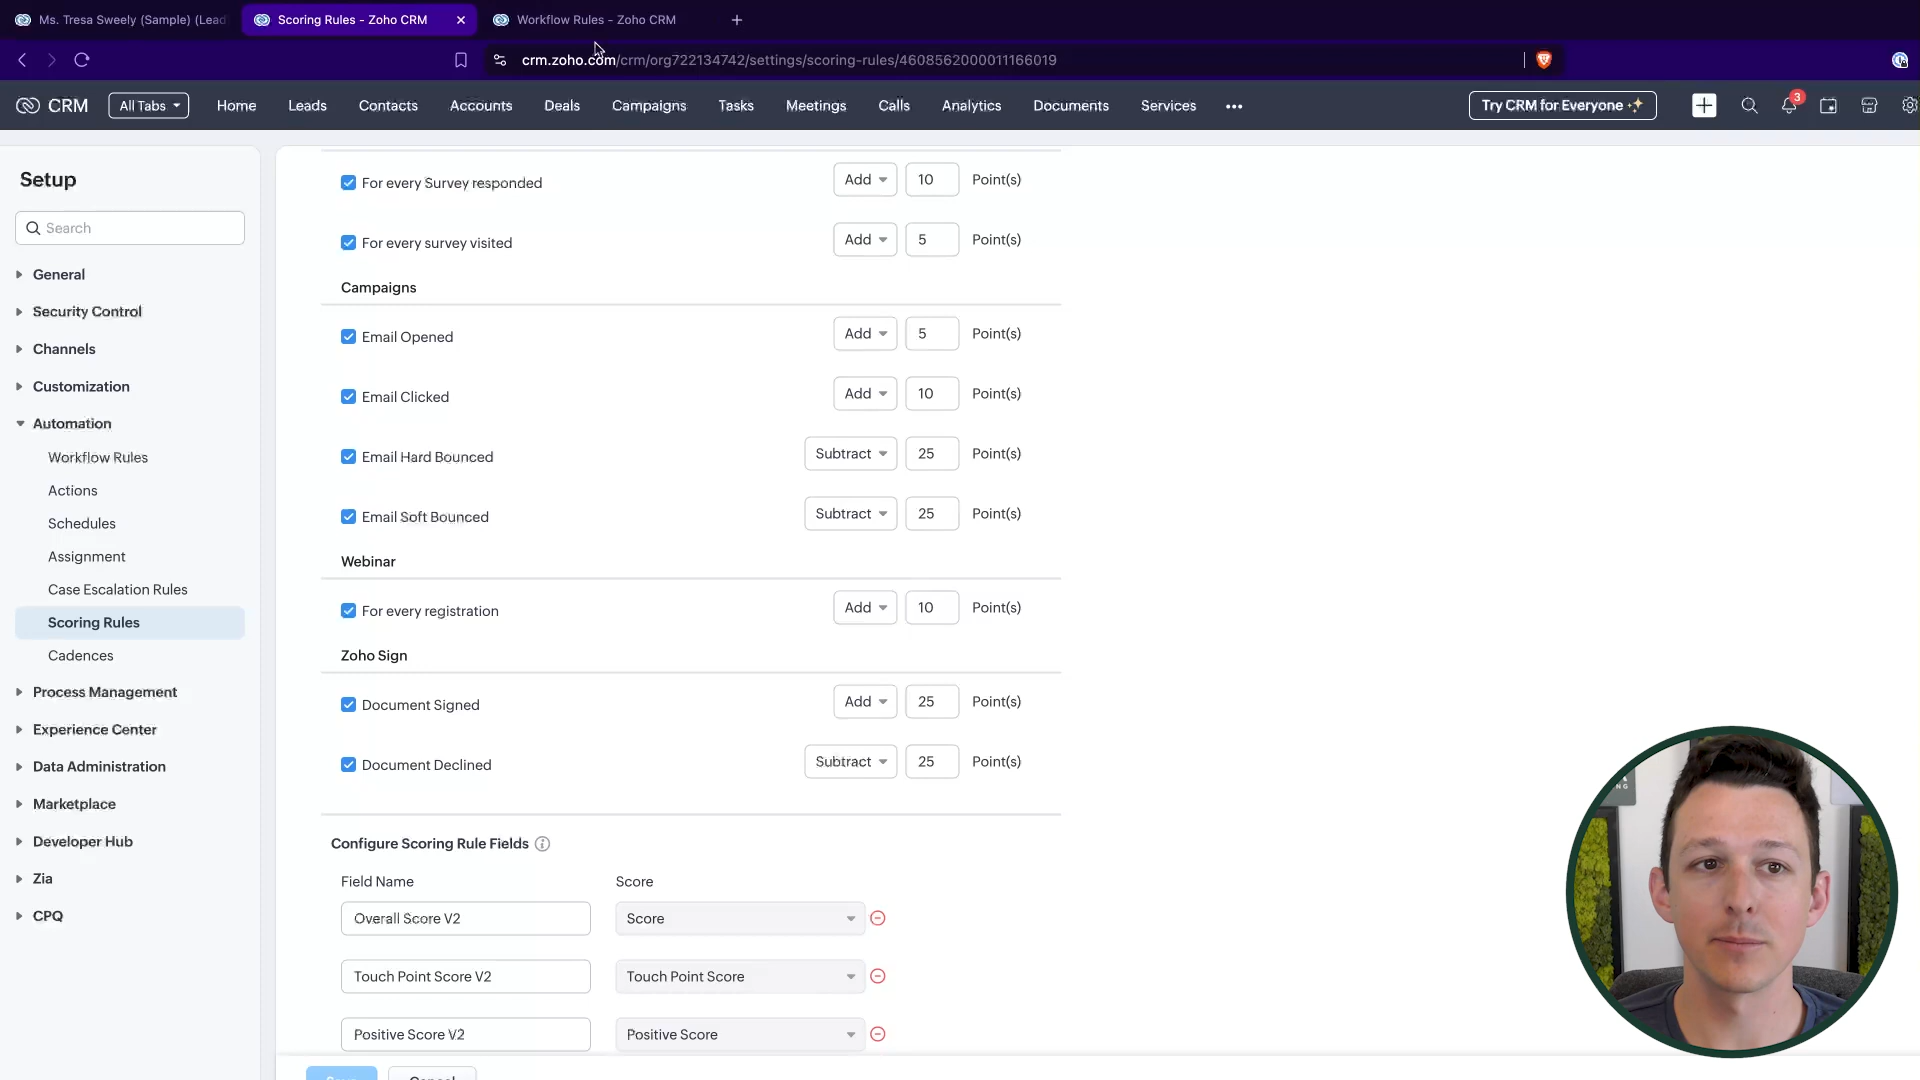 Ms. Tresa Sweely (Sample) (Lead
Scoring Rules - Zoho CRM
Workflow Rules - Zoho CRM
crm.zoho.com/crm/org722134742/settings/scoring-rules/4608562000011166019
CRM
All Tabs
Home
Leads
Contacts
Accounts
Deals
Campaigns
Tasks
Meetings
Calls
Analytics
Documents
Services
Try CRM for Everyone
3
Setup
Search
General
Security Control
Channels
Customization
Automation
Workflow Rules
Actions
Schedules
Assignment
Case Escalation Rules
Scoring Rules
Cadences
Process Management
Experience Center
Data Administration
Marketplace
Developer Hub
Zia
CPQ
For every Survey responded Add 10 Point(s)
For every survey visited Add 5 Point(s)
Campaigns
Email Opened Add 5 Point(s)
Email Clicked Add 10 Point(s)
Email Hard Bounced Subtract 25 Point(s)
Email Soft Bounced Subtract 25 Point(s)
Webinar
For every registration Add 10 Point(s)
Zoho Sign
Document Signed Add 25 Point(s)
Document Declined Subtract 25 Point(s)
Configure Scoring Rule Fields
Field Name Score
Overall Score V2 Score
Touch Point Score V2 Touch Point Score
Positive Score V2 Positive Score